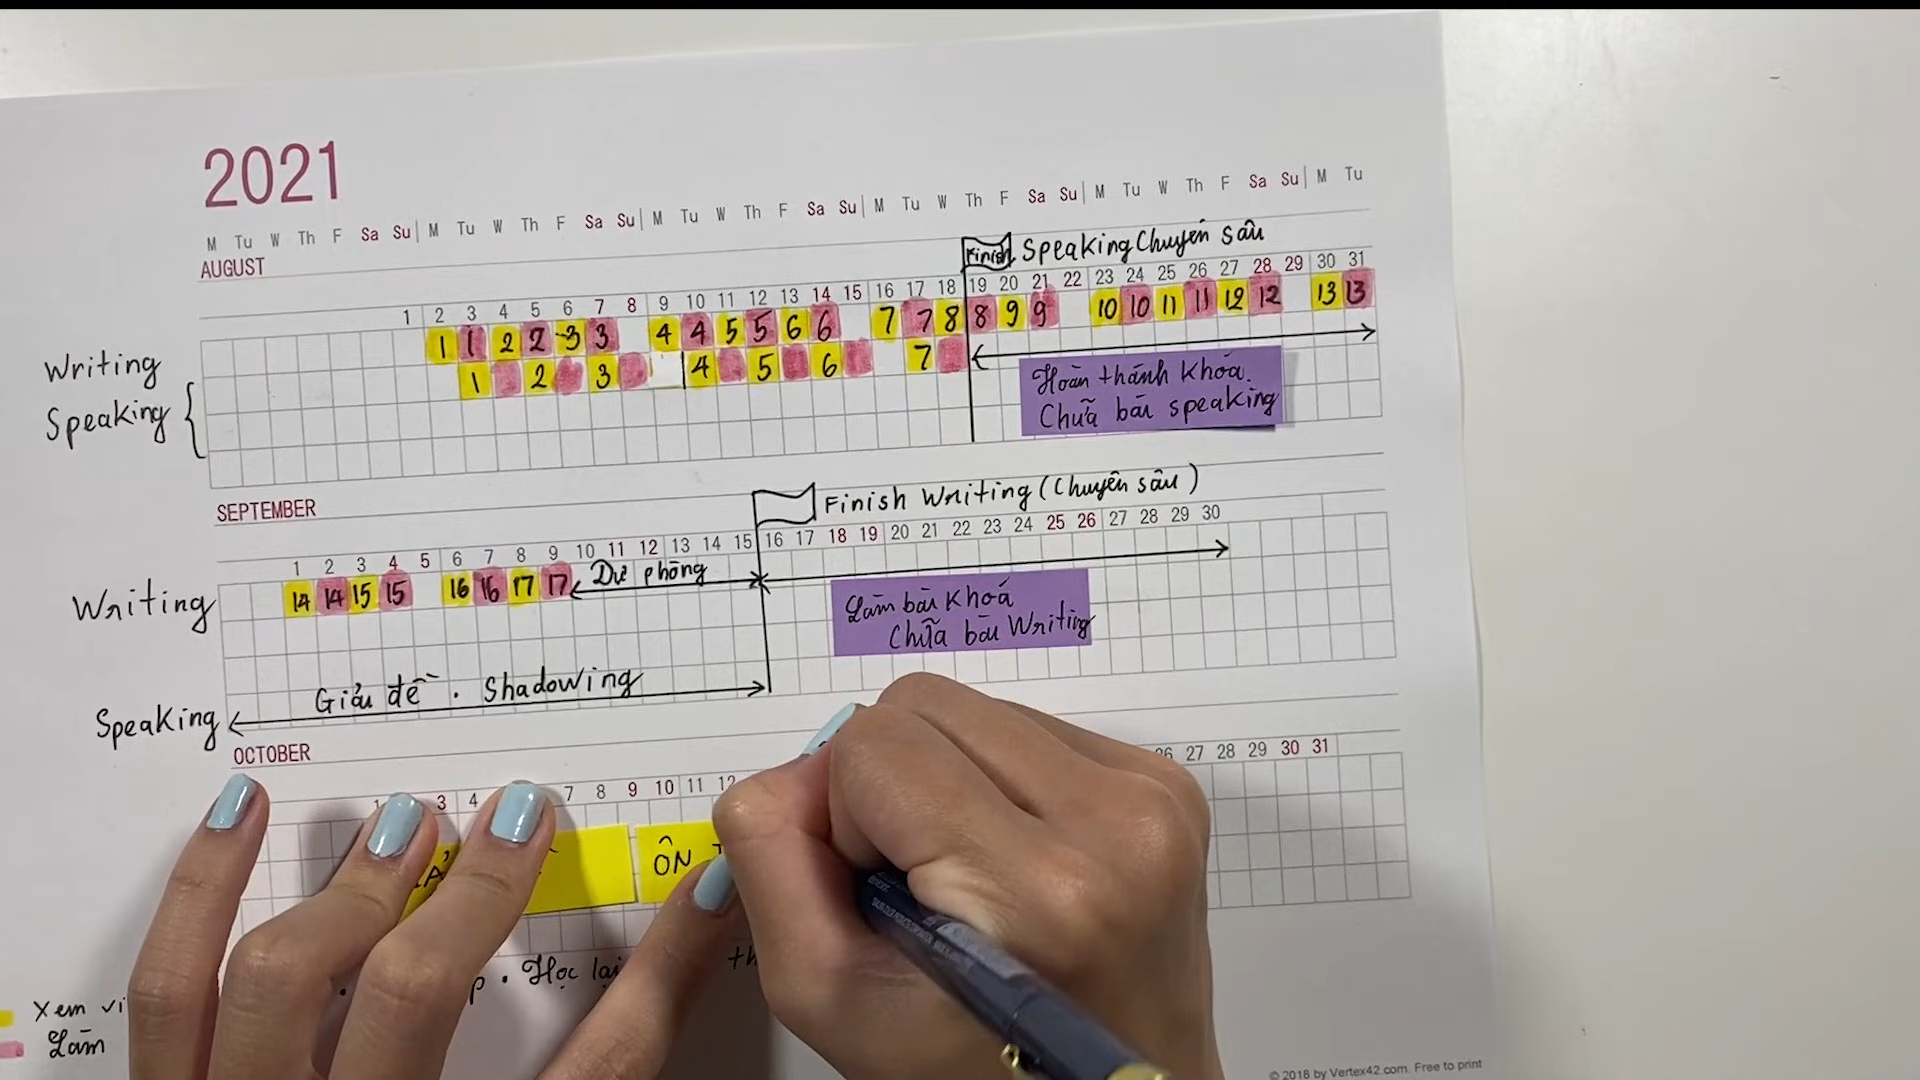 2021
M Tu W Th F Sa Su M Tu W Th F Sa Su M Tu W Th F Sa Su M Tu W Th F Sa Su M Tu W Th F Sa Su M Tu
AUGUST
Finish Speaking Chuyên sâu
1 2 3 4 5 6 7 8 9 10 11 12 13 14 15 16 17 18 19 20 21 22 23 24 25 26 27 28 29 30 31
Writing 1 1 2 2 3 3 4 4 5 5 6 6 7 7 8 8 9 9 10 10 11 11 12 12 13 13
Speaking 1 2 3 4 5 6 7
Hoàn thành khoá
Chữa bài speaking
SEPTEMBER
Finish Writing (Chuyên sâu)
1 2 3 4 5 6 7 8 9 10 11 12 13 14 15 16 17 18 19 20 21 22 23 24 25 26 27 28 29 30
Writing 14 14 15 15 16 16 17 17 Dự phòng
Làm bài khoá
Chữa bài Writing
Speaking Giải đề . Shadowing
OCTOBER
3 4 7 8 9 10 11 12 26 27 28 29 30 31
ÔN
• Học lại
Xem
Làm
© 2018 by Vertex42.com. Free to print